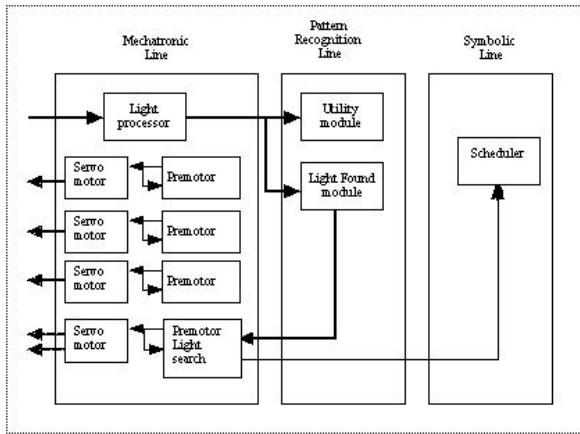 Mechatronic
Line
Pattern
Recognition
Line
Symbolic
Line
Light
processor
Utility
module
Scheduler
Servo
motor
Premotor
Light Found
module
Servo
motor
Premotor
Servo
motor
Premotor
Servo
motor
Premotor
Light
search